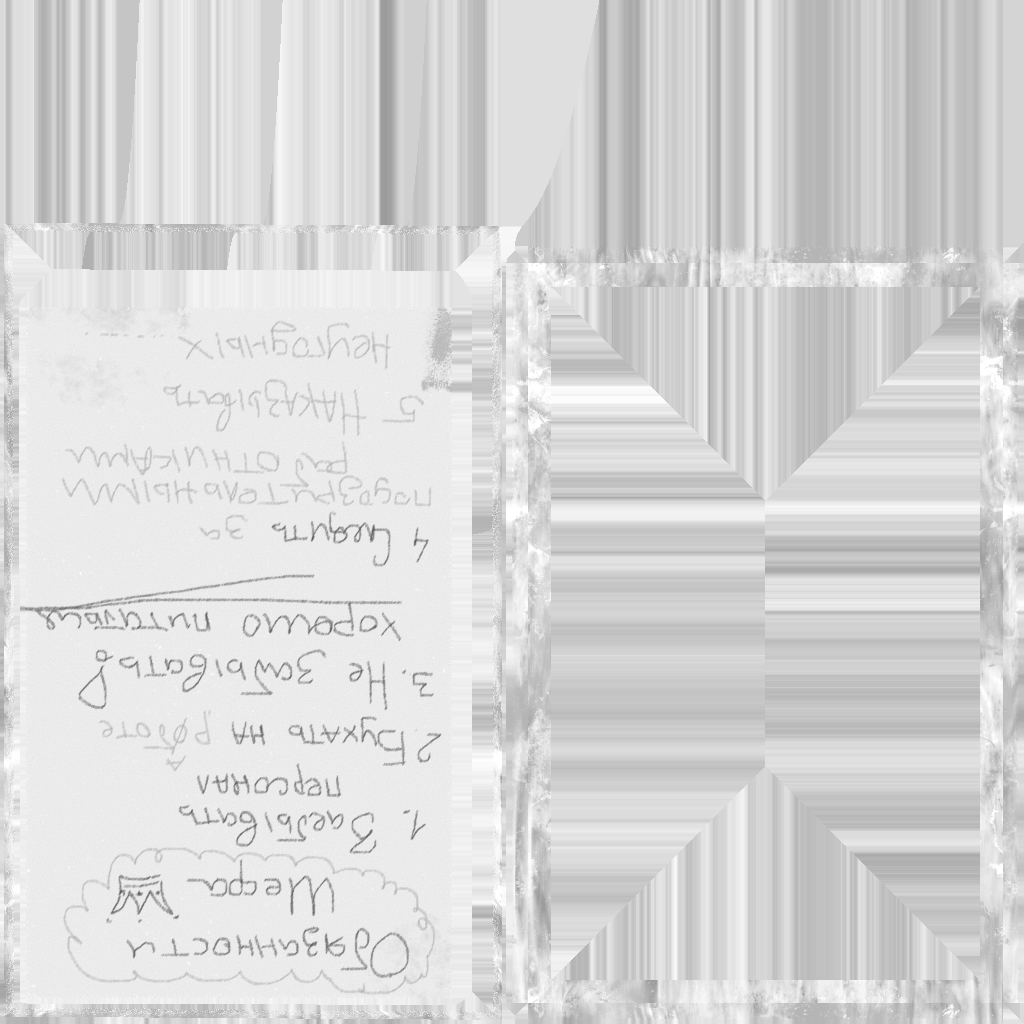 Обязанности
Шефа
1. Заебывать
персонал
2 Бухать на работе
3. Не забывать
хорошо питаться
4 Следить за
подозрительными
работниками
5 Наказывать
неугодных